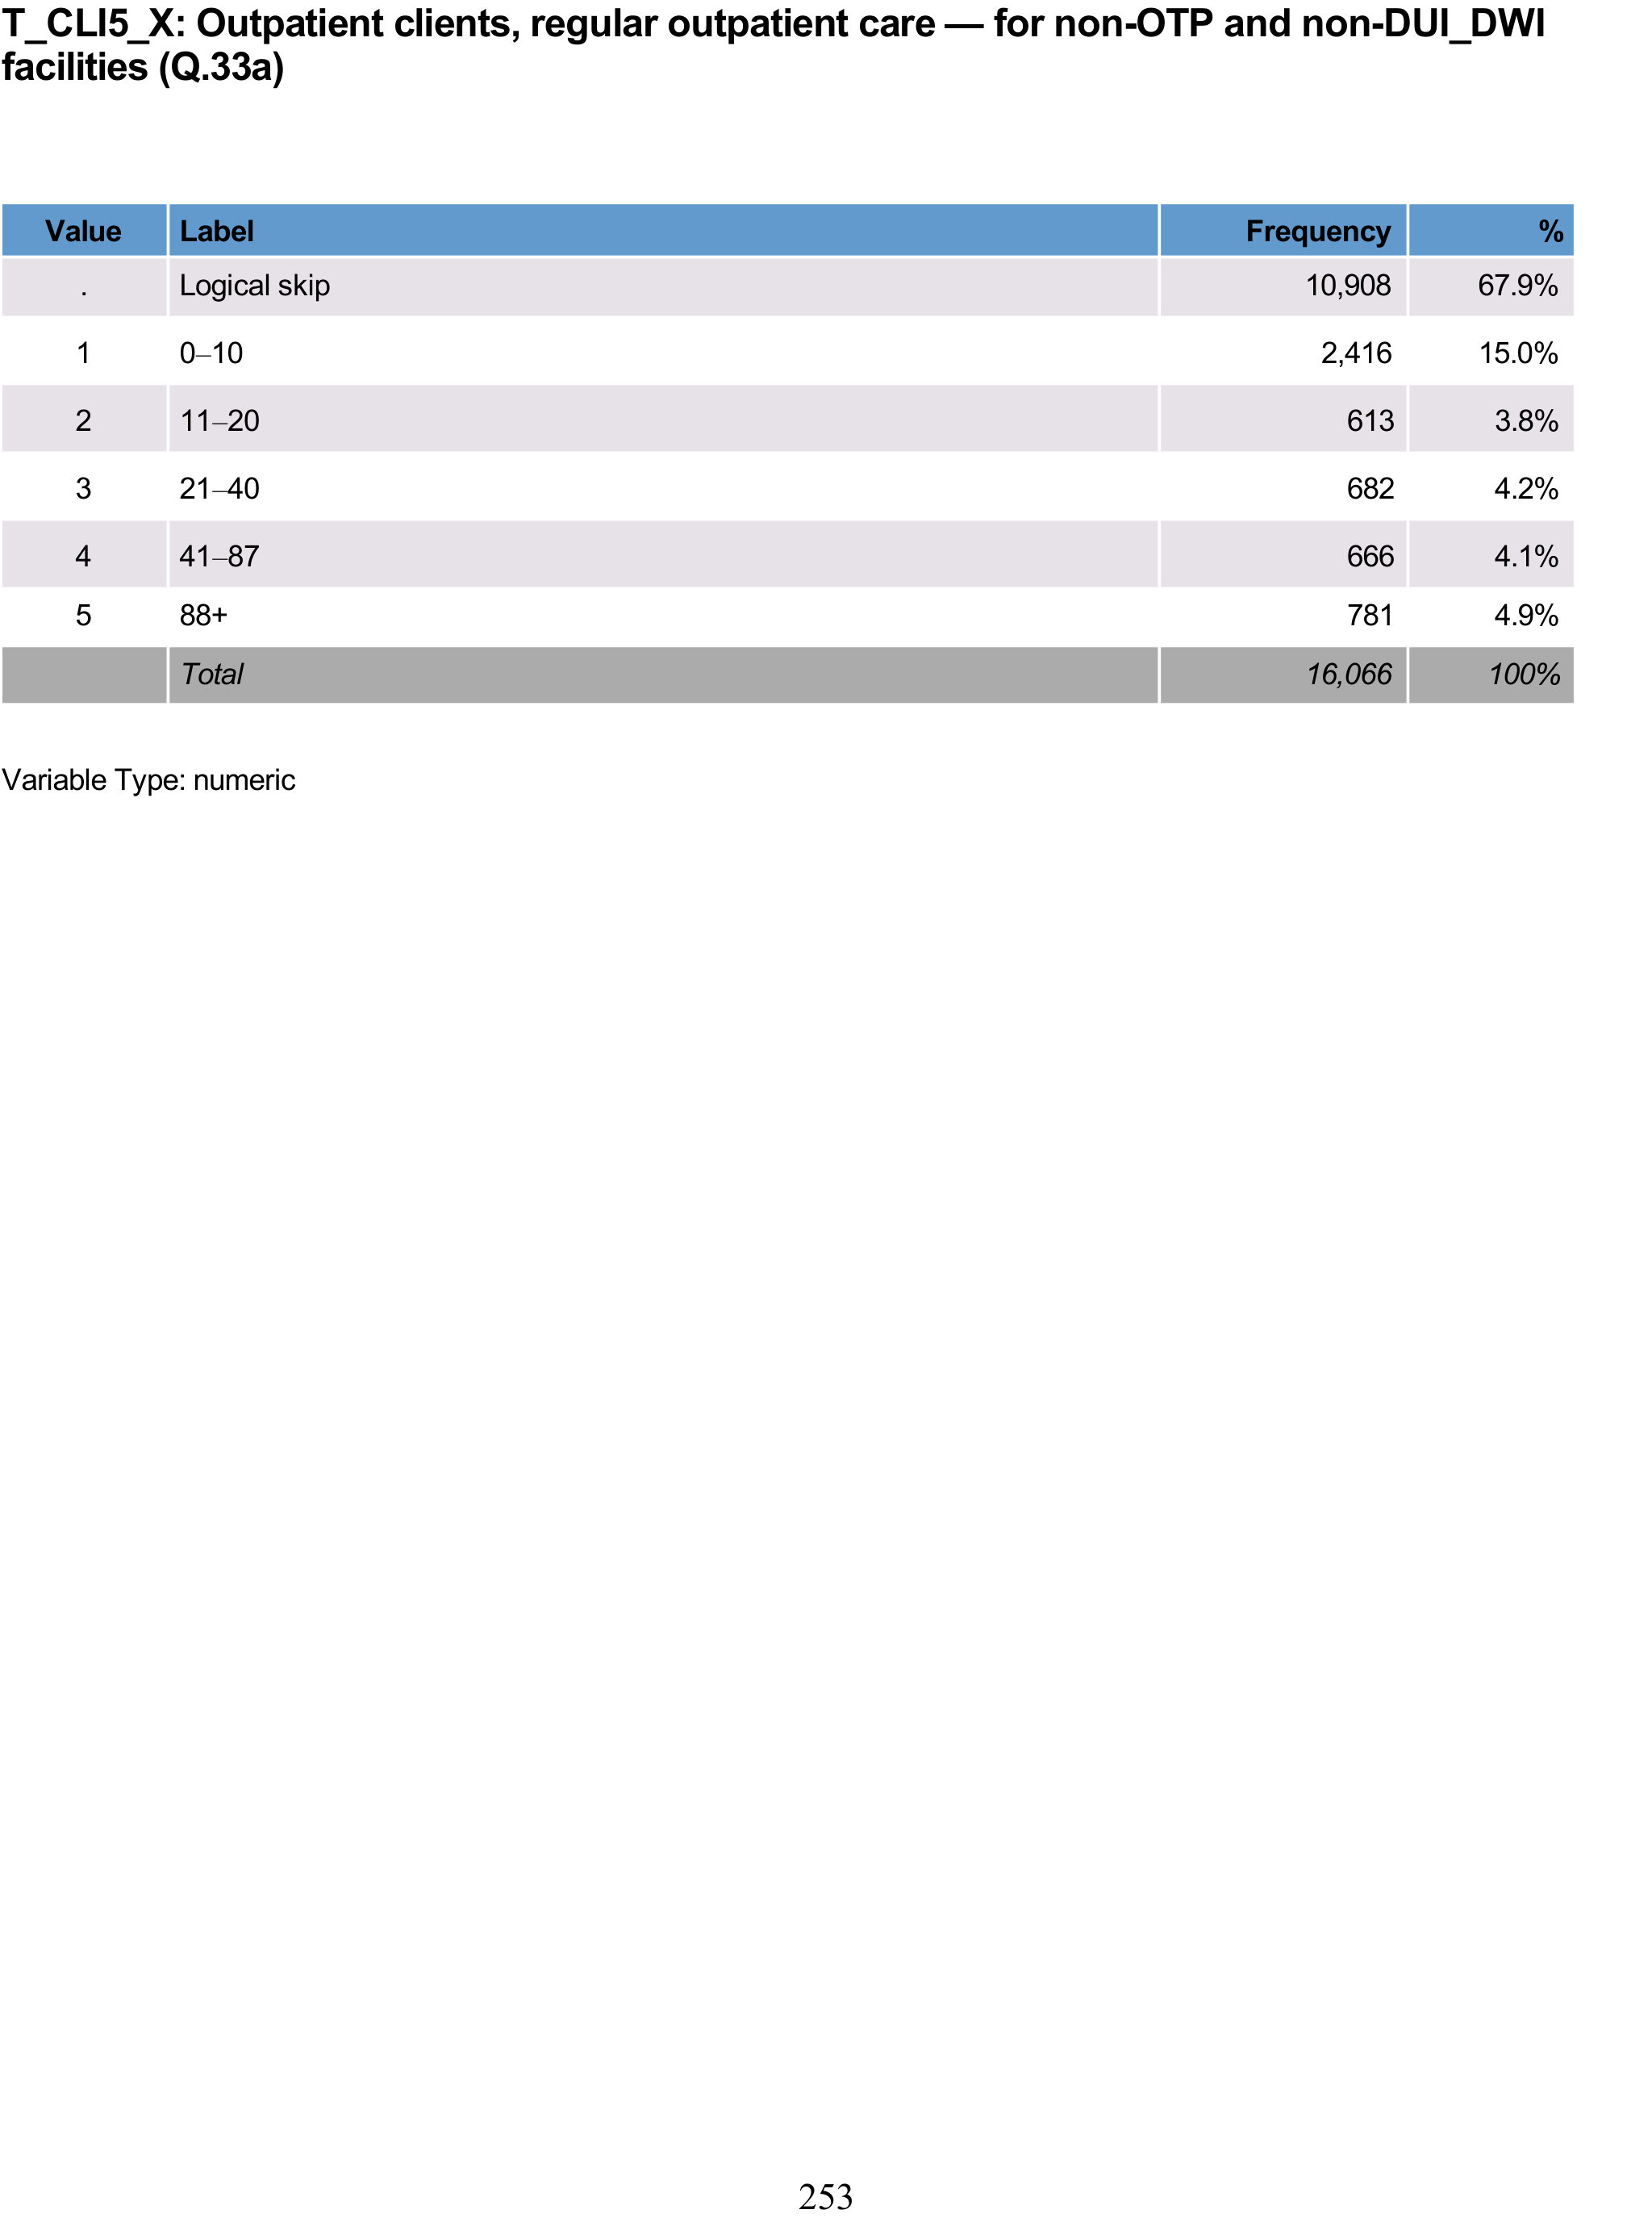 T_CLI5_X: Outpatient clients, regular outpatient care — for non-OTP and non-DUI_DWI
facilities (Q.33a)
Value Label Frequency %
. Logical skip 10,908 67.9%
1 0–10 2,416 15.0%
2 11–20 613 3.8%
3 21–40 682 4.2%
4 41–87 666 4.1%
5 88+ 781 4.9%
Total 16,066 100%
Variable Type: numeric
253